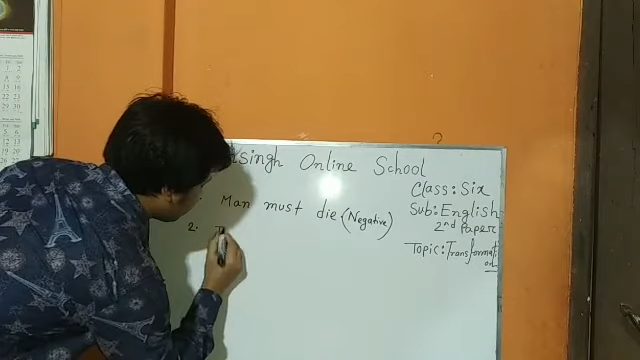 singh Online School
Class: Six
Man must die (Negative)
Sub: English
2nd Paper
2.
Topic: Transformati
on